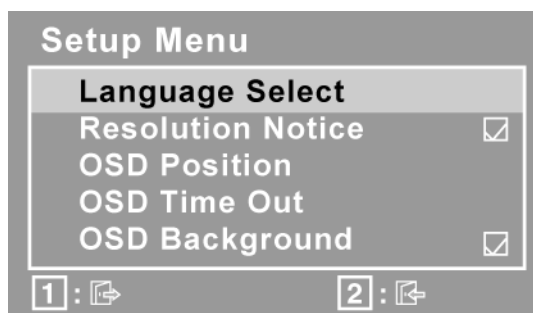 Setup Menu
Language Select
Resolution Notice
OSD Position
OSD Time Out
OSD Background
1 : 2 :